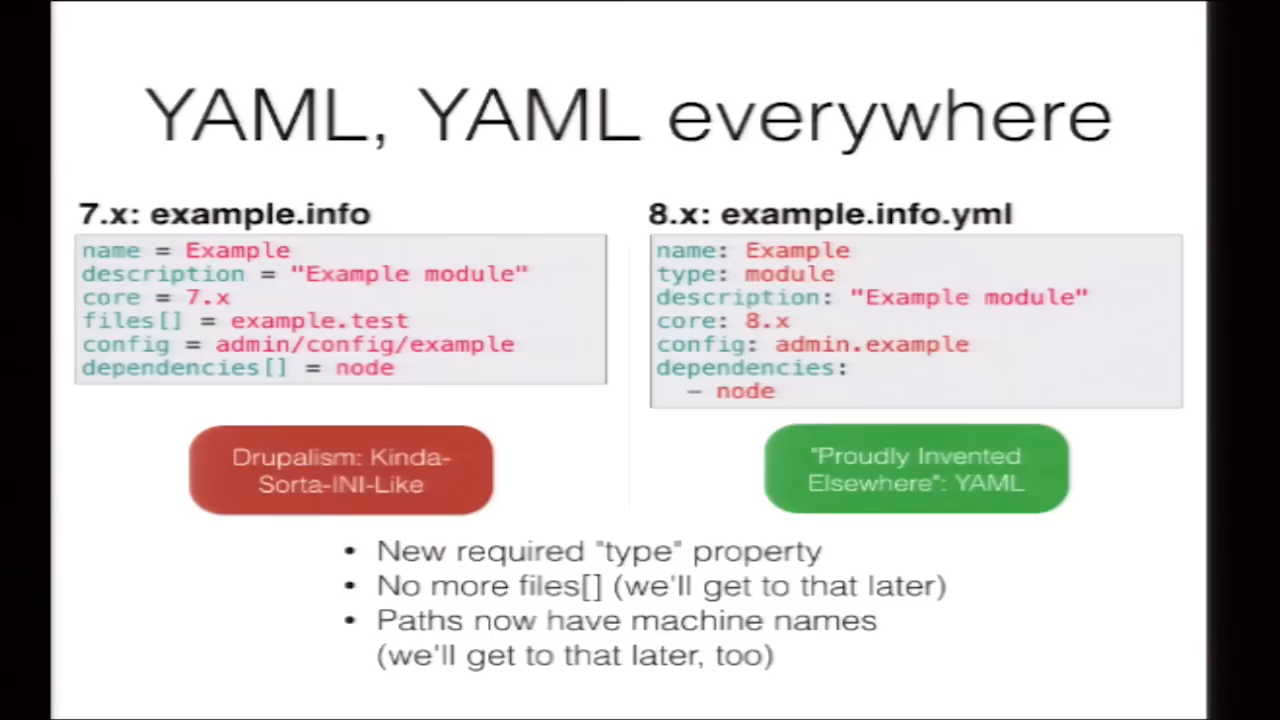 YAML, YAML everywhere
7.x: example.info
name = Example
description = "Example module"
core = 7.x
files[] = example.test
config = admin/config/example
dependencies[] = node
Drupalism: Kinda-
Sorta-INI-Like
8.x: example.info.yml
name: Example
type: module
description: "Example module"
core: 8.x
config: admin.example
dependencies:
  - node
"Proudly Invented
Elsewhere": YAML
• New required "type" property
• No more files[] (we'll get to that later)
• Paths now have machine names
(we'll get to that later, too)